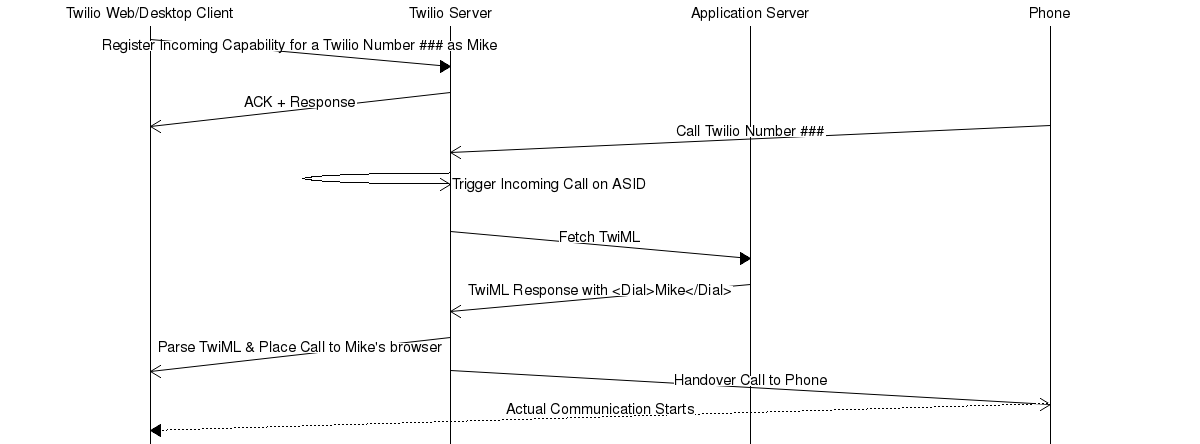 Twilio Web/Desktop Client
Twilio Server
Application Server
Phone
Register Incoming Capability for a Twilio Number ### as Mike
ACK + Response
Call Twilio Number ###
Trigger Incoming Call on ASID
Fetch TwiML
TwiML Response with <Dial>Mike</Dial>
Parse TwiML & Place Call to Mike's browser
Handover Call to Phone
Actual Communication Starts